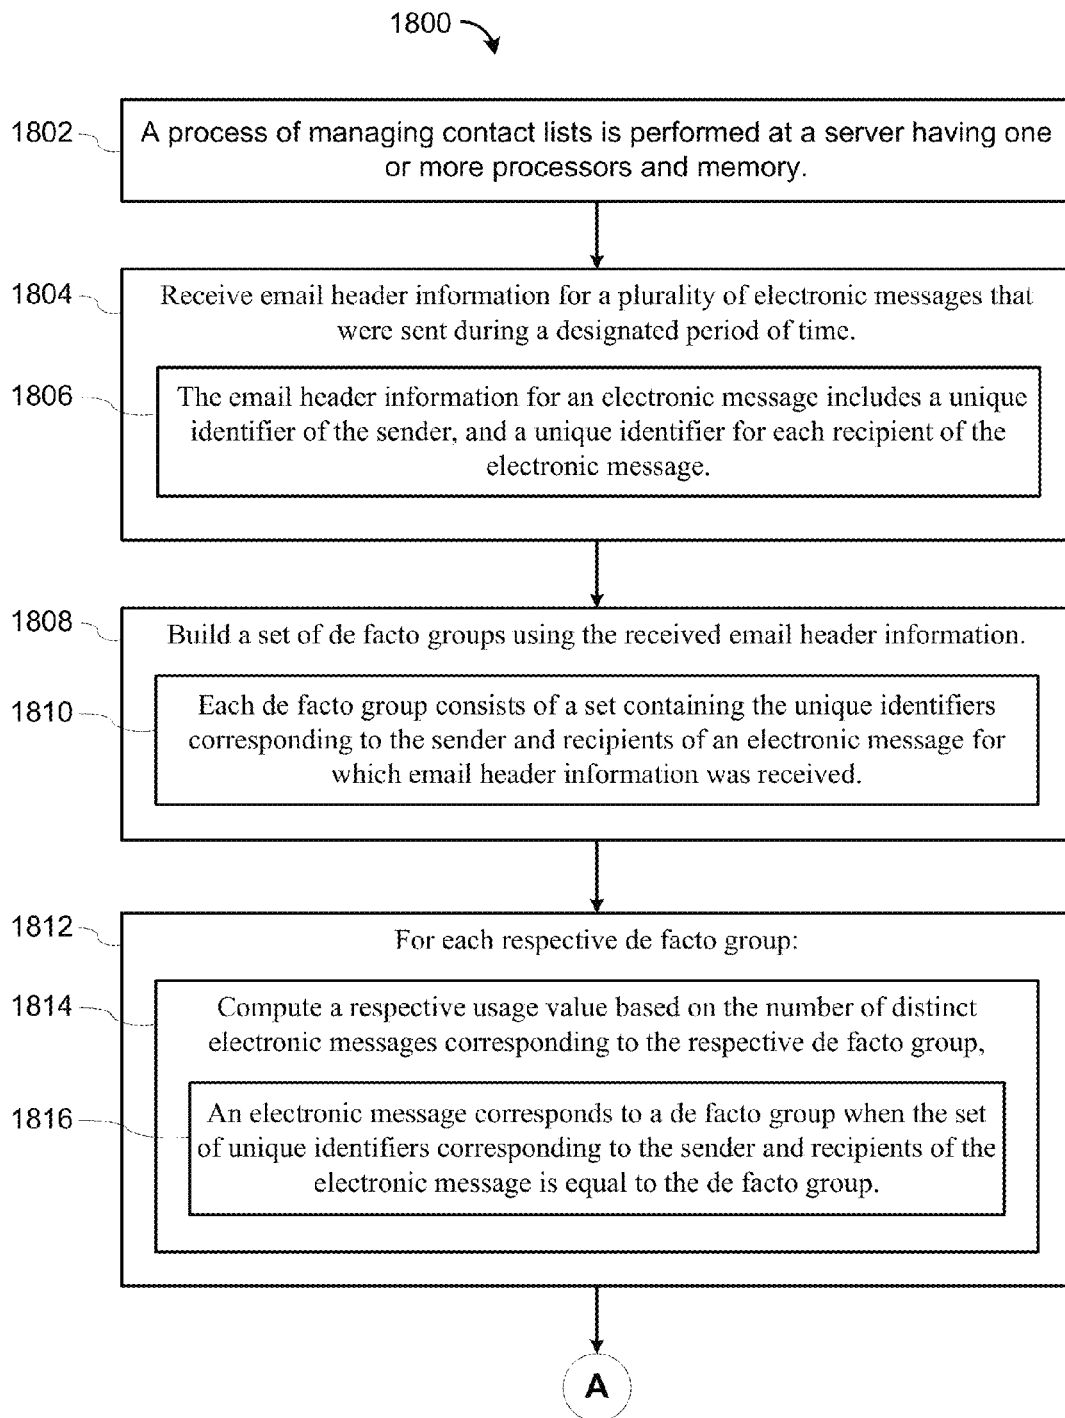 1800
1802
A process of managing contact lists is performed at a server having one
or more processors and memory.
1804
Receive email header information for a plurality of electronic messages that
were sent during a designated period of time.
1806
The email header information for an electronic message includes a unique
identifier of the sender, and a unique identifier for each recipient of the
electronic message.
1808
Build a set of de facto groups using the received email header information.
1810
Each de facto group consists of a set containing the unique identifiers
corresponding to the sender and recipients of an electronic message for
which email header information was received.
1812
For each respective de facto group:
1814
Compute a respective usage value based on the number of distinct
electronic messages corresponding to the respective de facto group,
1816
An electronic message corresponds to a de facto group when the set
of unique identifiers corresponding to the sender and recipients of the
electronic message is equal to the de facto group.
A